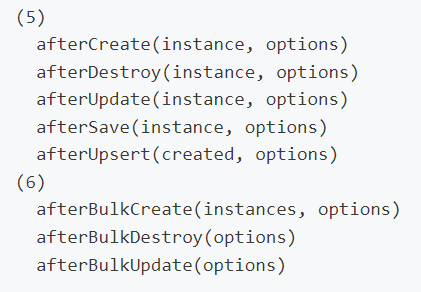 (5)
afterCreate(instance, options)
afterDestroy(instance, options)
afterUpdate(instance, options)
afterSave(instance, options)
afterUpsert(created, options)
(6)
afterBulkCreate(instances, options)
afterBulkDestroy(options)
afterBulkUpdate(options)